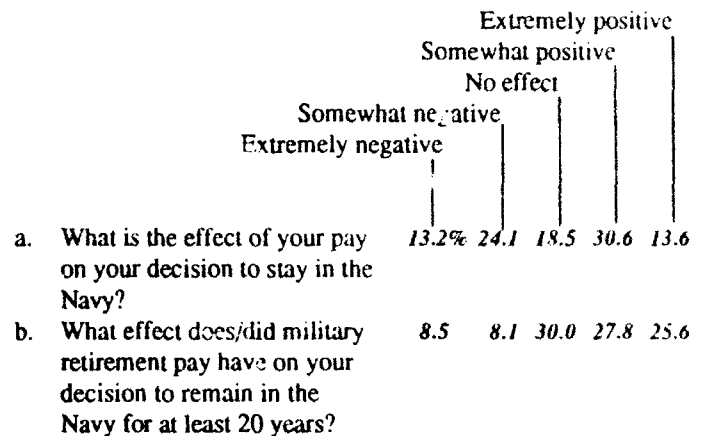 Extremely positive
Somewhat positive
No effect
Somewhat negative
Extremely negative
a. What is the effect of your pay 13.2% 24.1 18.5 30.6 13.6
on your decision to stay in the
Navy?
b. What effect does/did military 8.5 8.1 30.0 27.8 25.6
retirement pay have on your
decision to remain in the
Navy for at least 20 years?